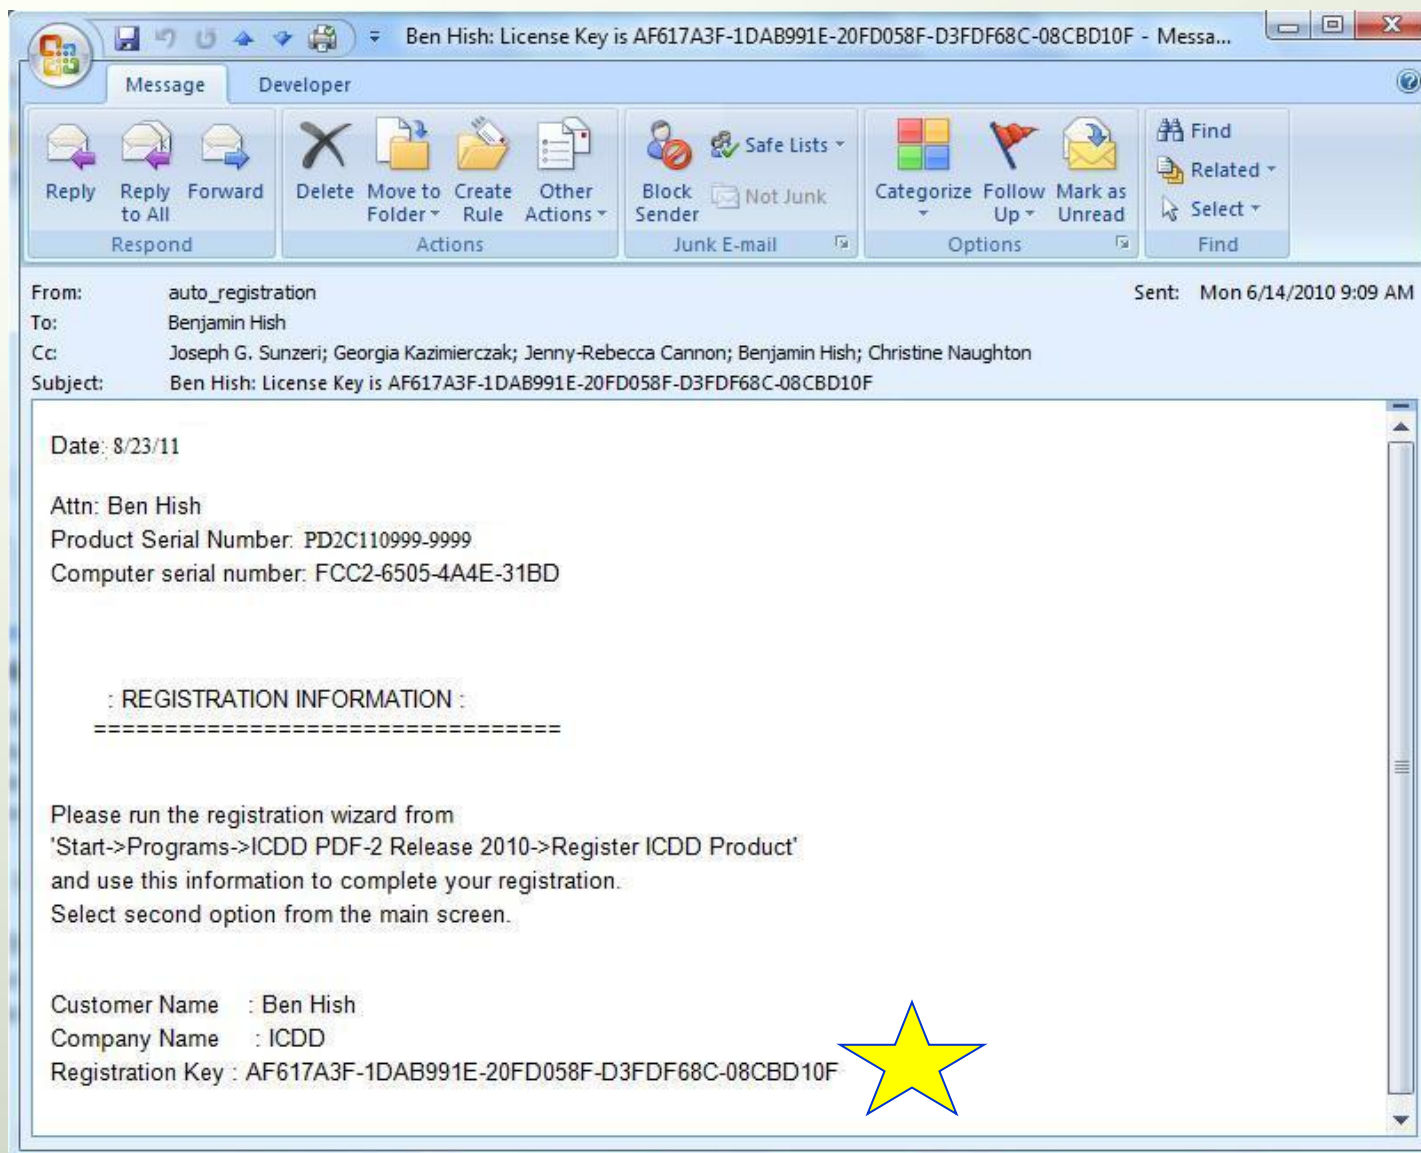 Ben Hish: License Key is AF617A3F-1DAB991E-20FD058F-D3FDF68C-08CBD10F - Messa...
Message Developer
Reply Reply to All Forward
Respond
Delete Move to Folder Create Rule Other Actions
Actions
Block Sender Safe Lists Not Junk
Junk E-mail
Categorize Follow Up Mark as Unread
Options
Find
Related
Select
Find
From: auto_registration Sent: Mon 6/14/2010 9:09 AM
To: Benjamin Hish
Cc: Joseph G. Sunzeri; Georgia Kazimierczak; Jenny-Rebecca Cannon; Benjamin Hish; Christine Naughton
Subject: Ben Hish: License Key is AF617A3F-1DAB991E-20FD058F-D3FDF68C-08CBD10F
Date: 8/23/11
Attn: Ben Hish
Product Serial Number: PD2C110999-9999
Computer serial number: FCC2-6505-4A4E-31BD
: REGISTRATION INFORMATION :
=================================
Please run the registration wizard from
'Start->Programs->ICDD PDF-2 Release 2010->Register ICDD Product'
and use this information to complete your registration.
Select second option from the main screen.
Customer Name : Ben Hish
Company Name : ICDD
Registration Key : AF617A3F-1DAB991E-20FD058F-D3FDF68C-08CBD10F